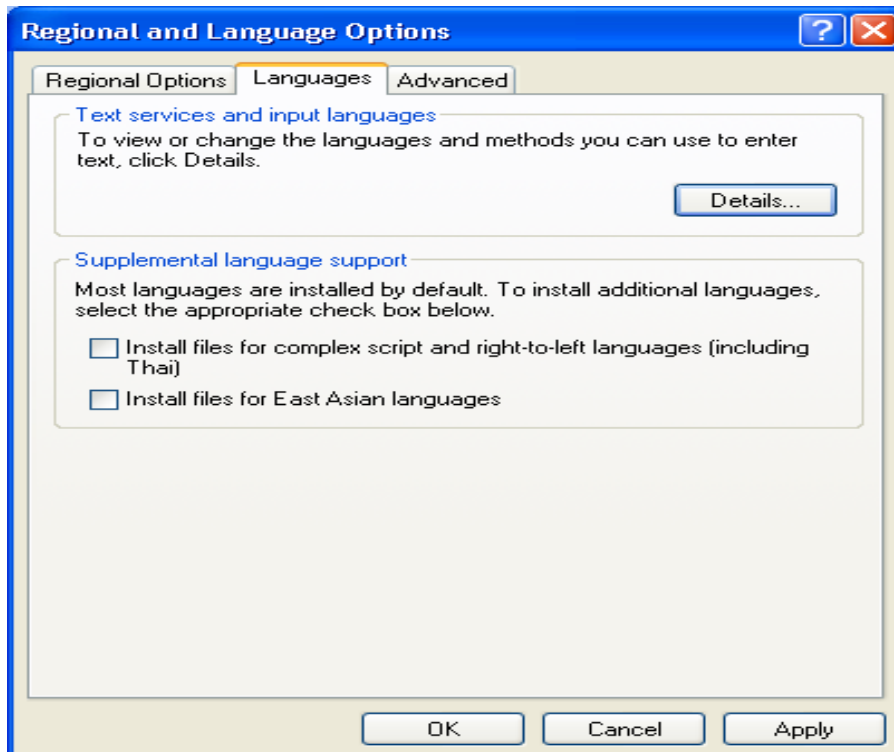 Regional and Language Options
Regional Options
Languages
Advanced
Text services and input languages
To view or change the languages and methods you can use to enter
text, click Details.
Details...
Supplemental language support
Most languages are installed by default. To install additional languages,
select the appropriate check box below.
Install files for complex script and right-to-left languages (including
Thai)
Install files for East Asian languages
OK
Cancel
Apply